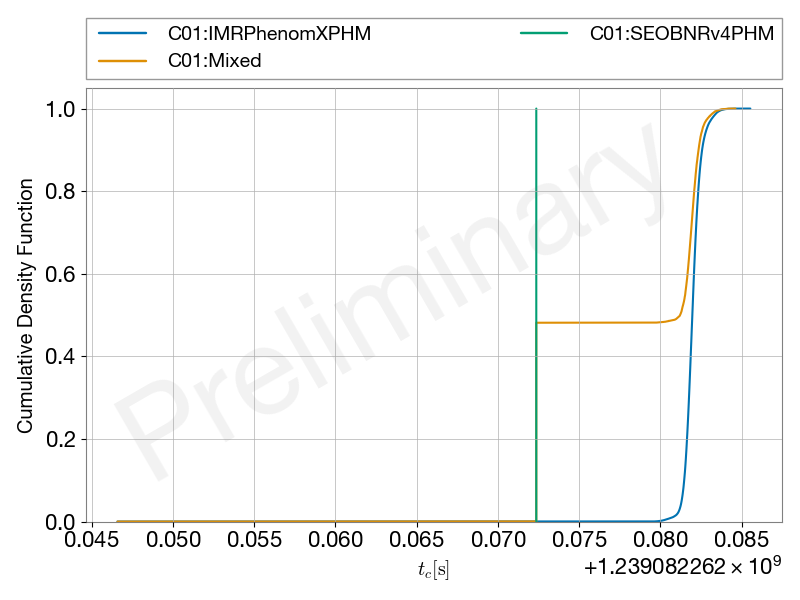 C01:IMRPhenomXPHM
C01:SEOBNRv4PHM
C01:Mixed
Cumulative Density Function
1.0
0.8
0.6
0.4
0.2
0.0
Preliminary
0.045 0.050 0.055 0.060 0.065 0.070 0.075 0.080 0.085
t_c[s]
+1.239082262 × 10⁹